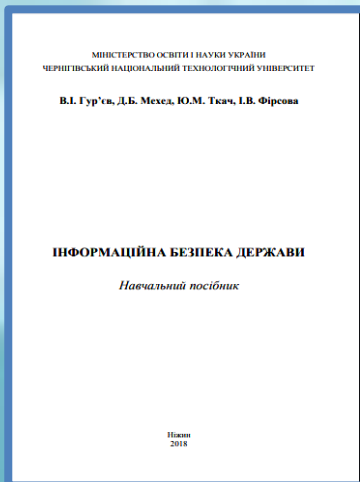 МІНІСТЕРСТВО ОСВІТИ І НАУКИ УКРАЇНИ
ЧЕРНІГІВСЬКИЙ НАЦІОНАЛЬНИЙ ТЕХНОЛОГІЧНИЙ УНІВЕРСИТЕТ
В.І. Гур’єв, Д.Б. Мехед, Ю.М. Ткач, І.В. Фірсова
ІНФОРМАЦІЙНА БЕЗПЕКА ДЕРЖАВИ
Навчальний посібник
Ніжин
2018